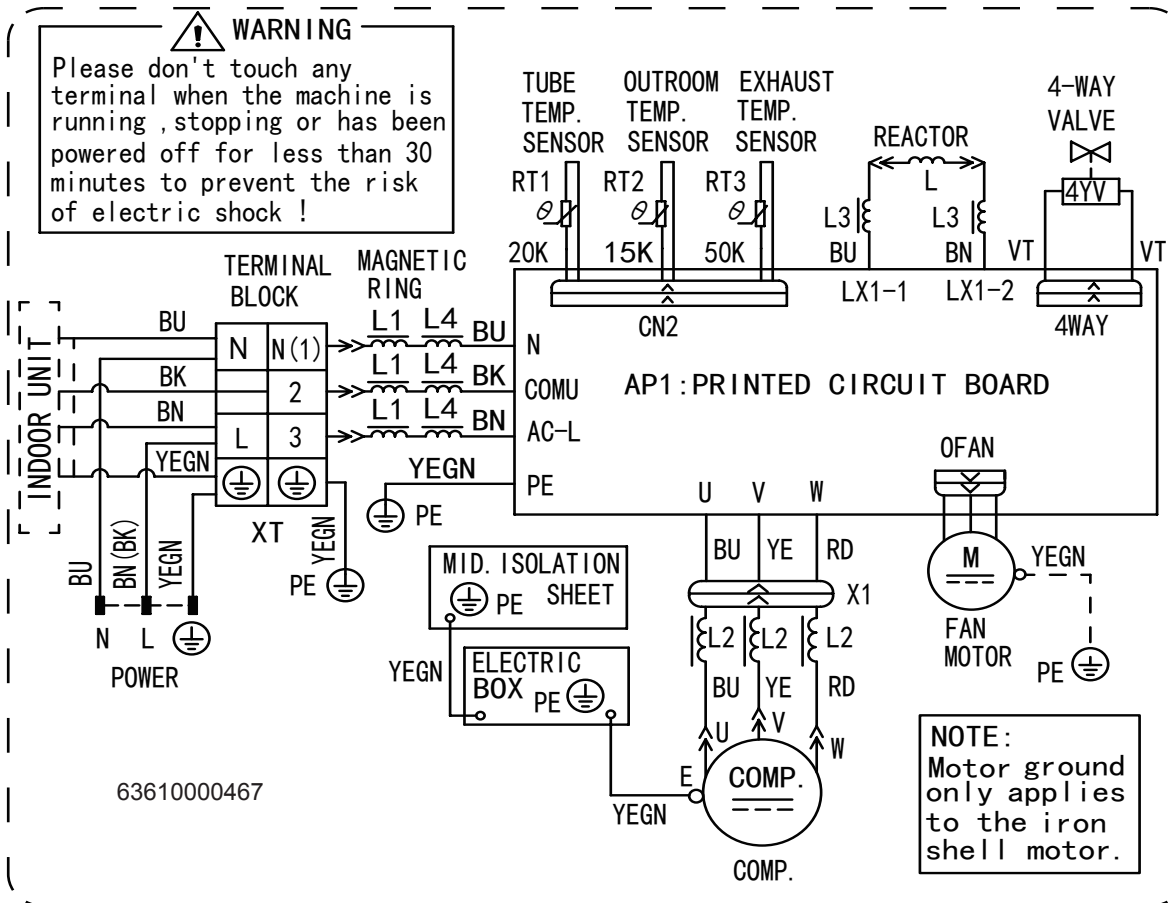 WARNING
Please don't touch any
terminal when the machine is
running ,stopping or has been
powered off for less than 30
minutes to prevent the risk
of electric shock !
TUBE
TEMP.
SENSOR
OUTROOM
TEMP.
SENSOR
EXHAUST
TEMP.
SENSOR
REACTOR
L
4-WAY
VALVE
4YV
RT1
θ
RT2
θ
RT3
θ
L3
L3
20K
15K
50K
BU
BN
VT
VT
LX1-1
LX1-2
CN2
4WAY
TERMINAL
BLOCK
MAGNETIC
RING
INDOOR UNIT
BU
BK
BN
YEGN
N
N(1)
2
L
3
XT
L1
L4
BU
L1
L4
BK
L1
L4
BN
N
COMU
AC-L
PE
AP1:PRINTED CIRCUIT BOARD
YEGN
PE
YEGN
PE
BU
BN(BK)
YEGN
N
L
POWER
U
V
W
BU
YE
RD
X1
L2
L2
L2
BU
YE
RD
U
V
W
E
COMP.
COMP.
OFAN
M
YEGN
FAN
MOTOR
PE
MID. ISOLATION
SHEET
PE
YEGN
ELECTRIC
BOX
PE
YEGN
63610000467
NOTE:
Motor ground
only applies
to the iron
shell motor.